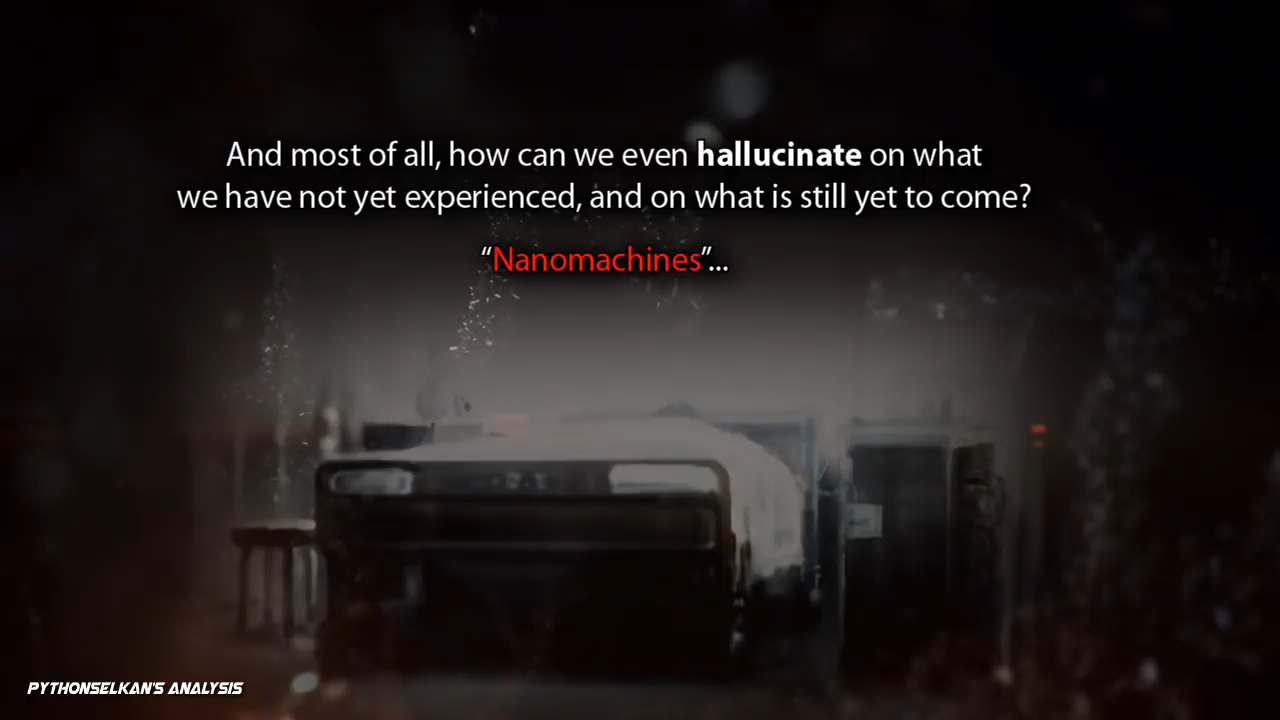 And most of all, how can we even hallucinate on what
we have not yet experienced, and on what is still yet to come?
“Nanomachines”...
PYTHONSELKAN'S ANALYSIS